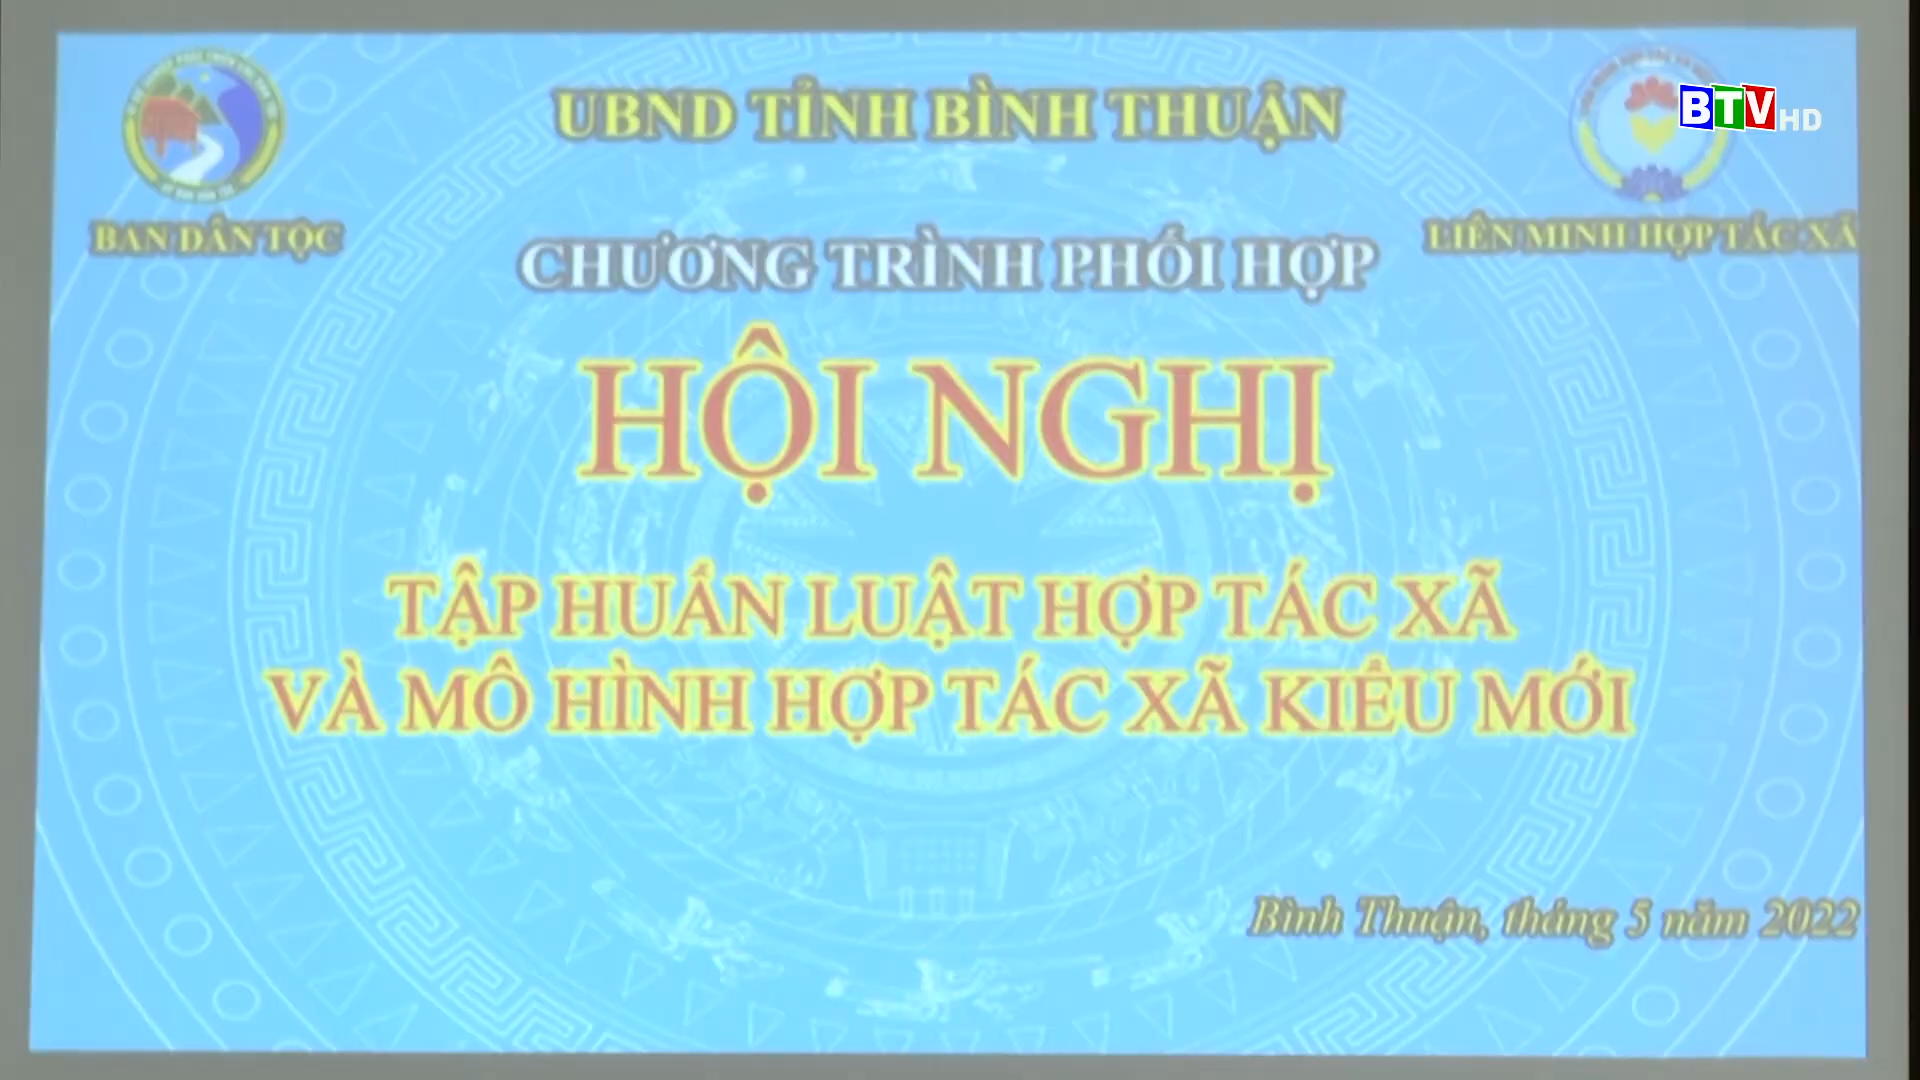 UBND TỈNH BÌNH THUẬN
BTV HD
BAN DÂN TỘC
LIÊN MINH HỢP TÁC XÃ
CHƯƠNG TRÌNH PHỐI HỢP
HỘI NGHỊ
TẬP HUẤN LUẬT HỢP TÁC XÃ
VÀ MÔ HÌNH HỢP TÁC XÃ KIỂU MỚI
Bình Thuận, tháng 5 năm 2022